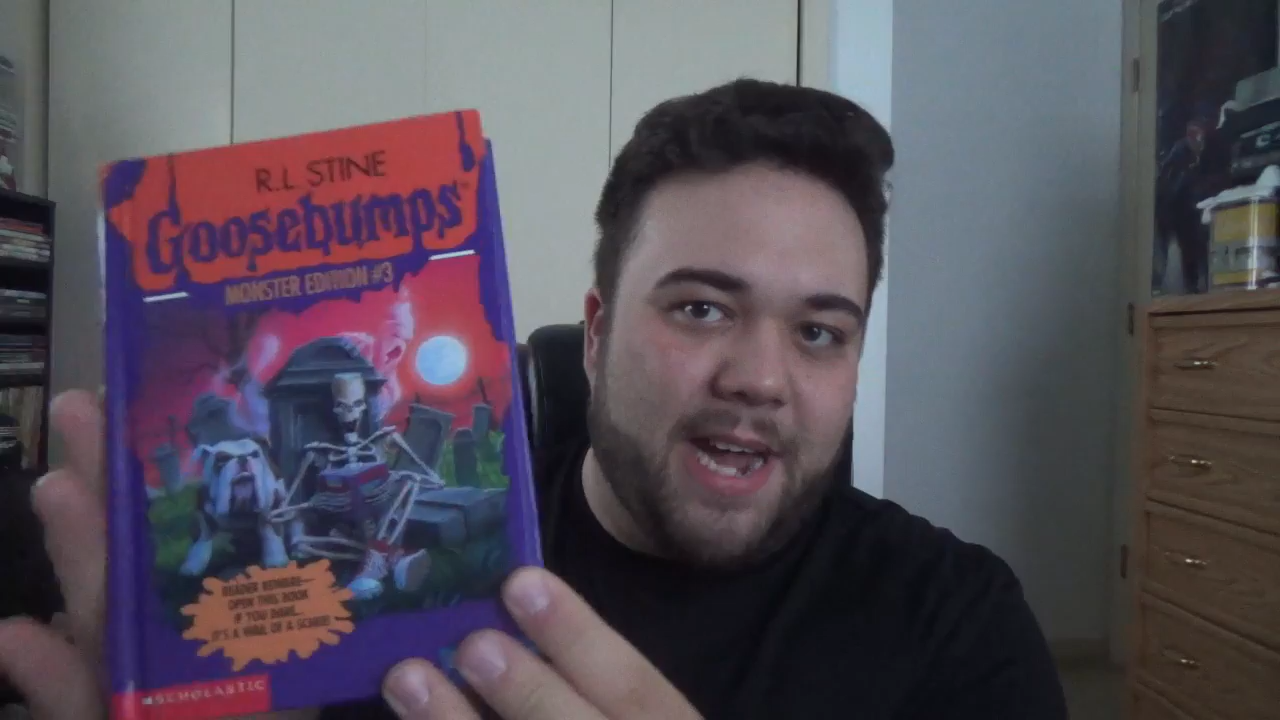 R.L. STINE
Goosebumps
MONSTER EDITION #3
READER BEWARE—
OPEN THIS BOOK
IF YOU DARE...
IT'S A WAIL OF A SCARE!
SCHOLASTIC